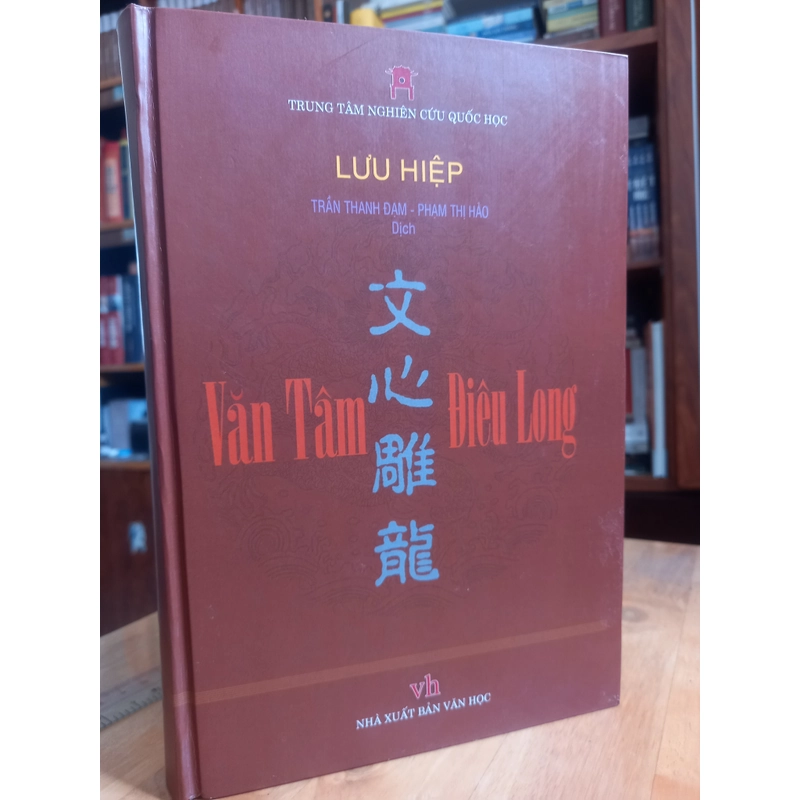 TRUNG TÂM NGHIÊN CỨU QUỐC HỌC
LƯU HIỆP
TRẦN THANH ĐẠM - PHẠM THỊ HẢO
Dịch
文心雕龍
Văn Tâm Điêu Long
vh
NHÀ XUẤT BẢN VĂN HỌC